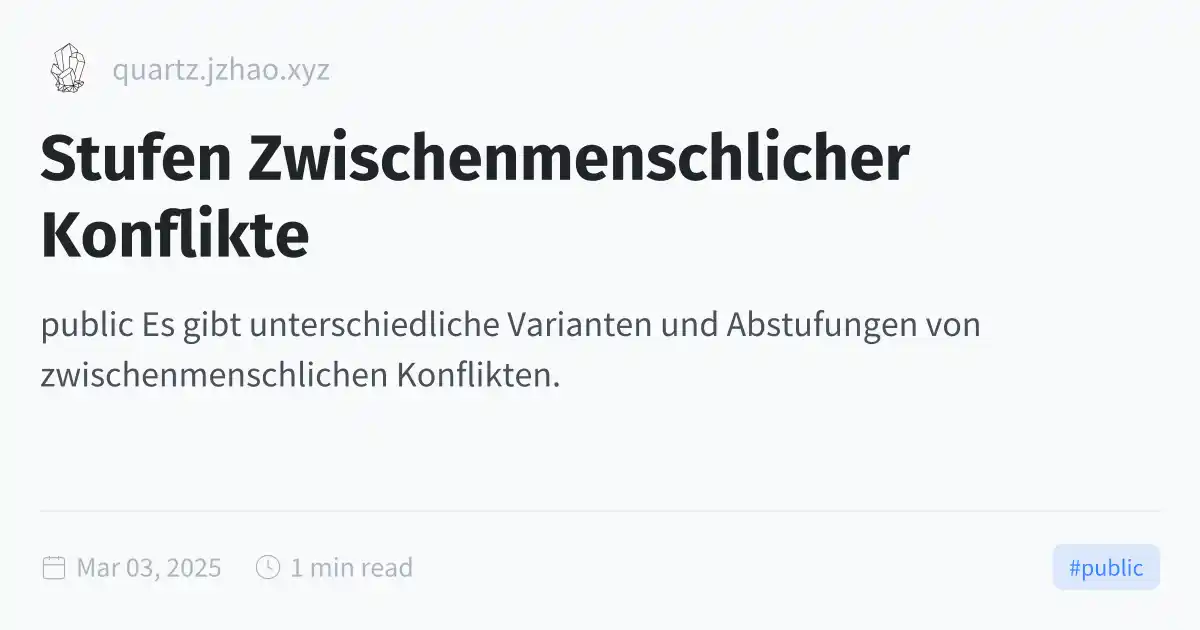 quartz.jzhao.xyz
Stufen Zwischenmenschlicher
Konflikte
public Es gibt unterschiedliche Varianten und Abstufungen von
zwischenmenschlichen Konflikten.
Mar 03, 2025 1 min read #public